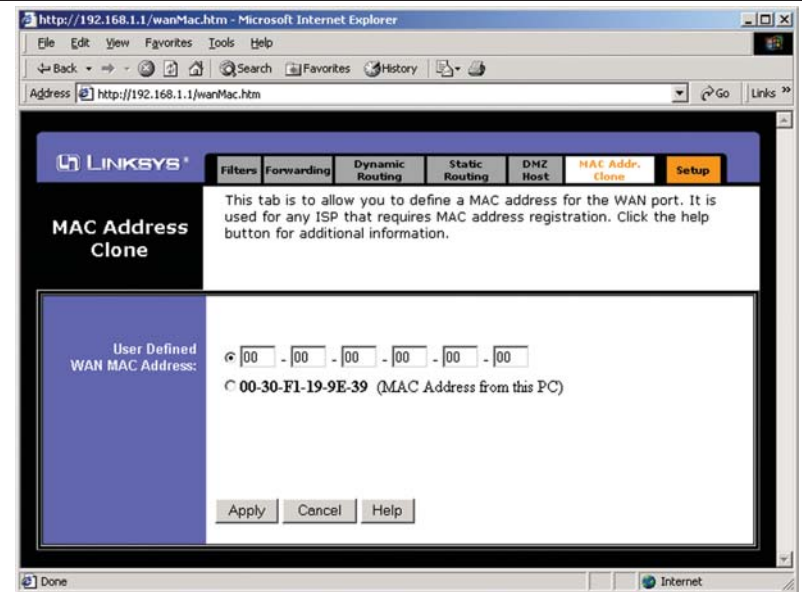 http://192.168.1.1/wanMac.htm - Microsoft Internet Explorer
File Edit View Favorites Tools Help
Back Search Favorites History
Address http://192.168.1.1/wanMac.htm Go Links »
LINKSYS®
Filters Forwarding Dynamic Routing Static Routing DMZ Host MAC Addr. Clone Setup
MAC Address
Clone
This tab is to allow you to define a MAC address for the WAN port. It is
used for any ISP that requires MAC address registration. Click the help
button for additional information.
User Defined
WAN MAC Address:
00 - 00 - 00 - 00 - 00 - 00
00-30-F1-19-9E-39 (MAC Address from this PC)
Apply Cancel Help
Done Internet